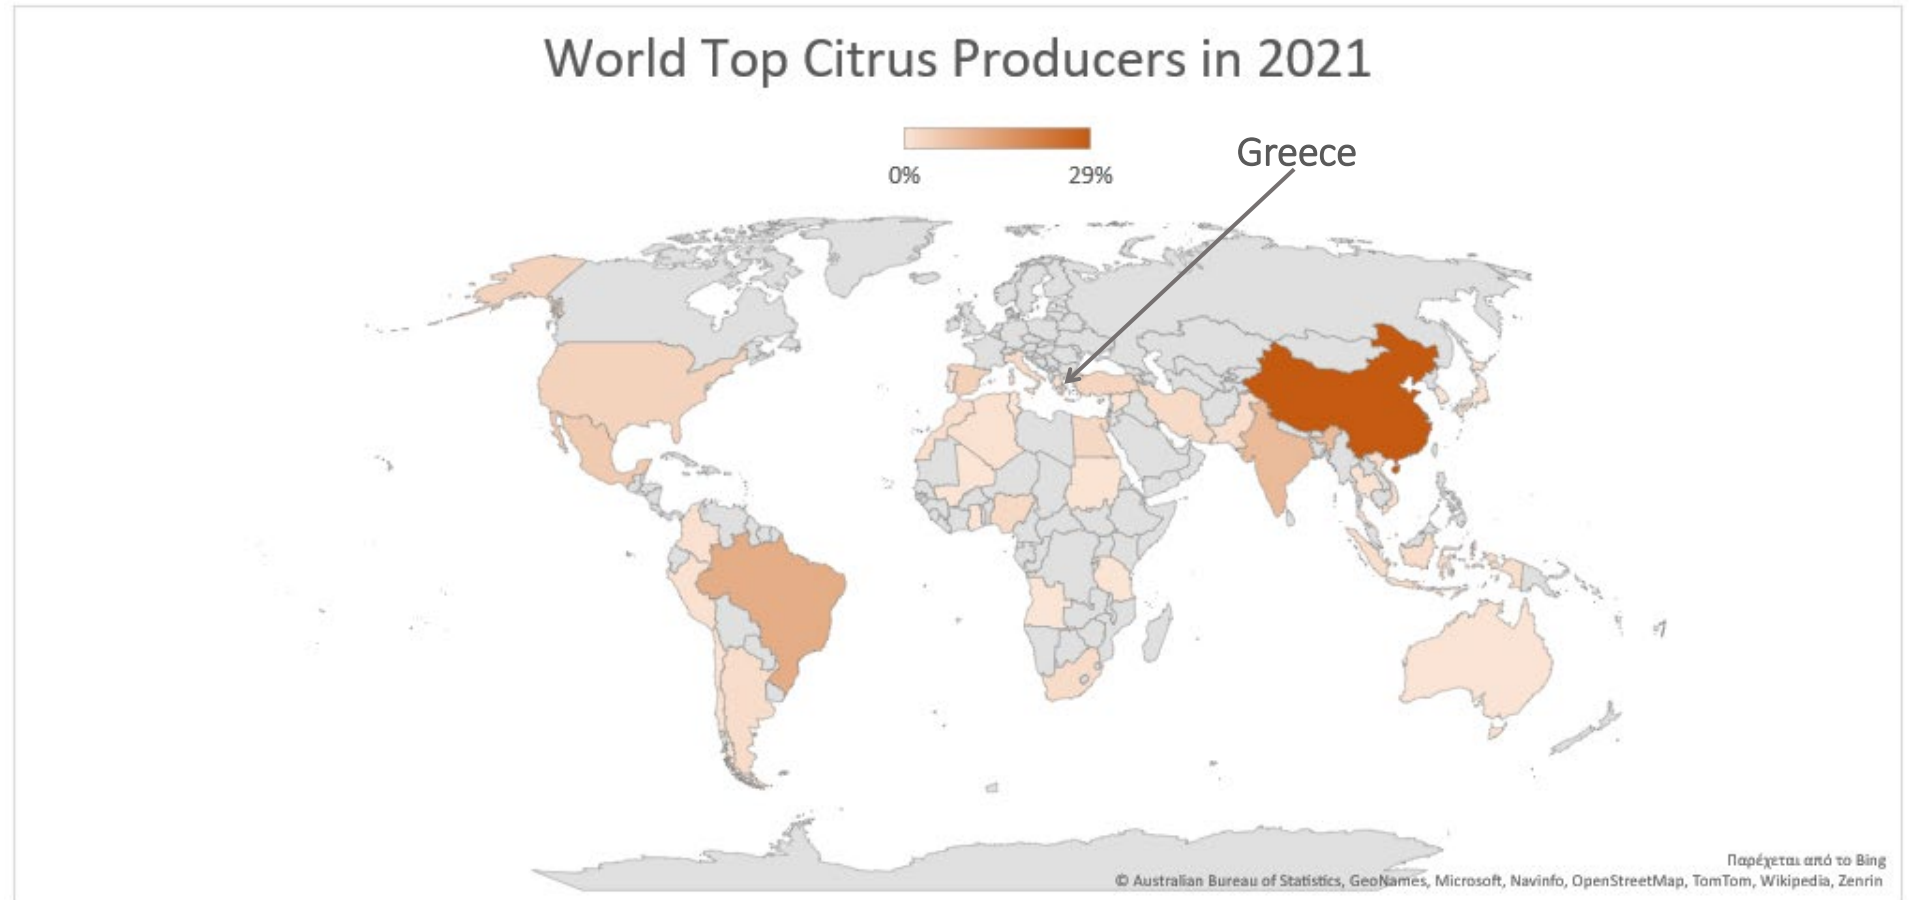 World Top Citrus Producers in 2021
0%
29%
Greece
Παρέχεται από το Bing
© Australian Bureau of Statistics, GeoNames, Microsoft, Navinfo, OpenStreetMap, TomTom, Wikipedia, Zenrin